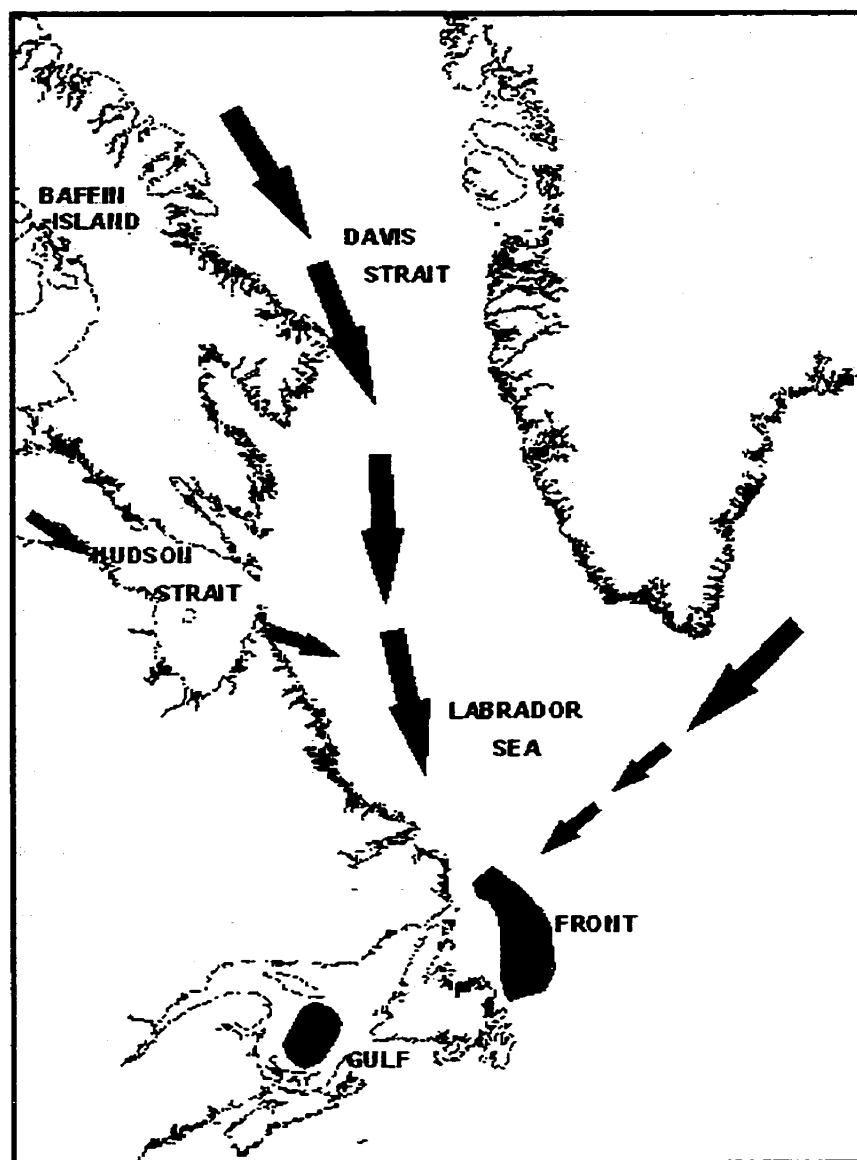 BAFFIN
ISLAND
DAVIS
STRAIT
HUDSON
STRAIT
LABRADOR
SEA
FRONT
GULF